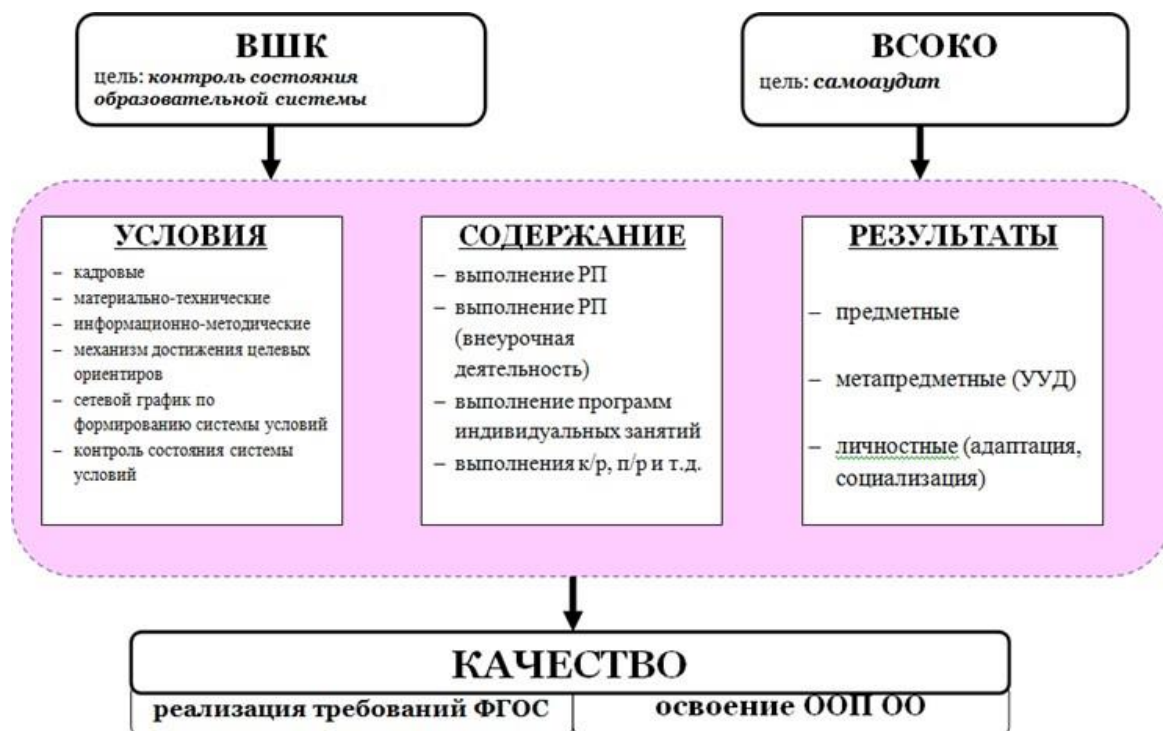 ВШК
цель: контроль состояния
образовательной системы
ВСОКО
цель: самоаудит
УСЛОВИЯ
– кадровые
– материально-технические
– информационно-методические
– механизм достижения целевых
ориентиров
– сетевой график по
формированию системы условий
– контроль состояния системы
условий
СОДЕРЖАНИЕ
– выполнение РП
– выполнение РП
(внеурочная
деятельность)
– выполнение программ
индивидуальных занятий
– выполнения к/р, п/р и т.д.
РЕЗУЛЬТАТЫ
– предметные
– метапредметные (УУД)
– личностные (адаптация,
социализация)
КАЧЕСТВО
реализация требований ФГОС
освоение ООП ОО